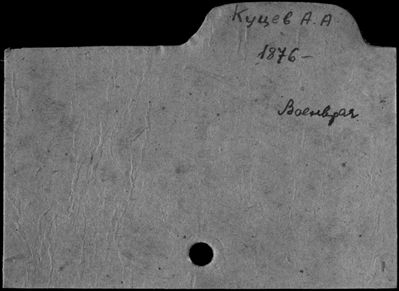 Куцев А. А.
1876 –
Военврач